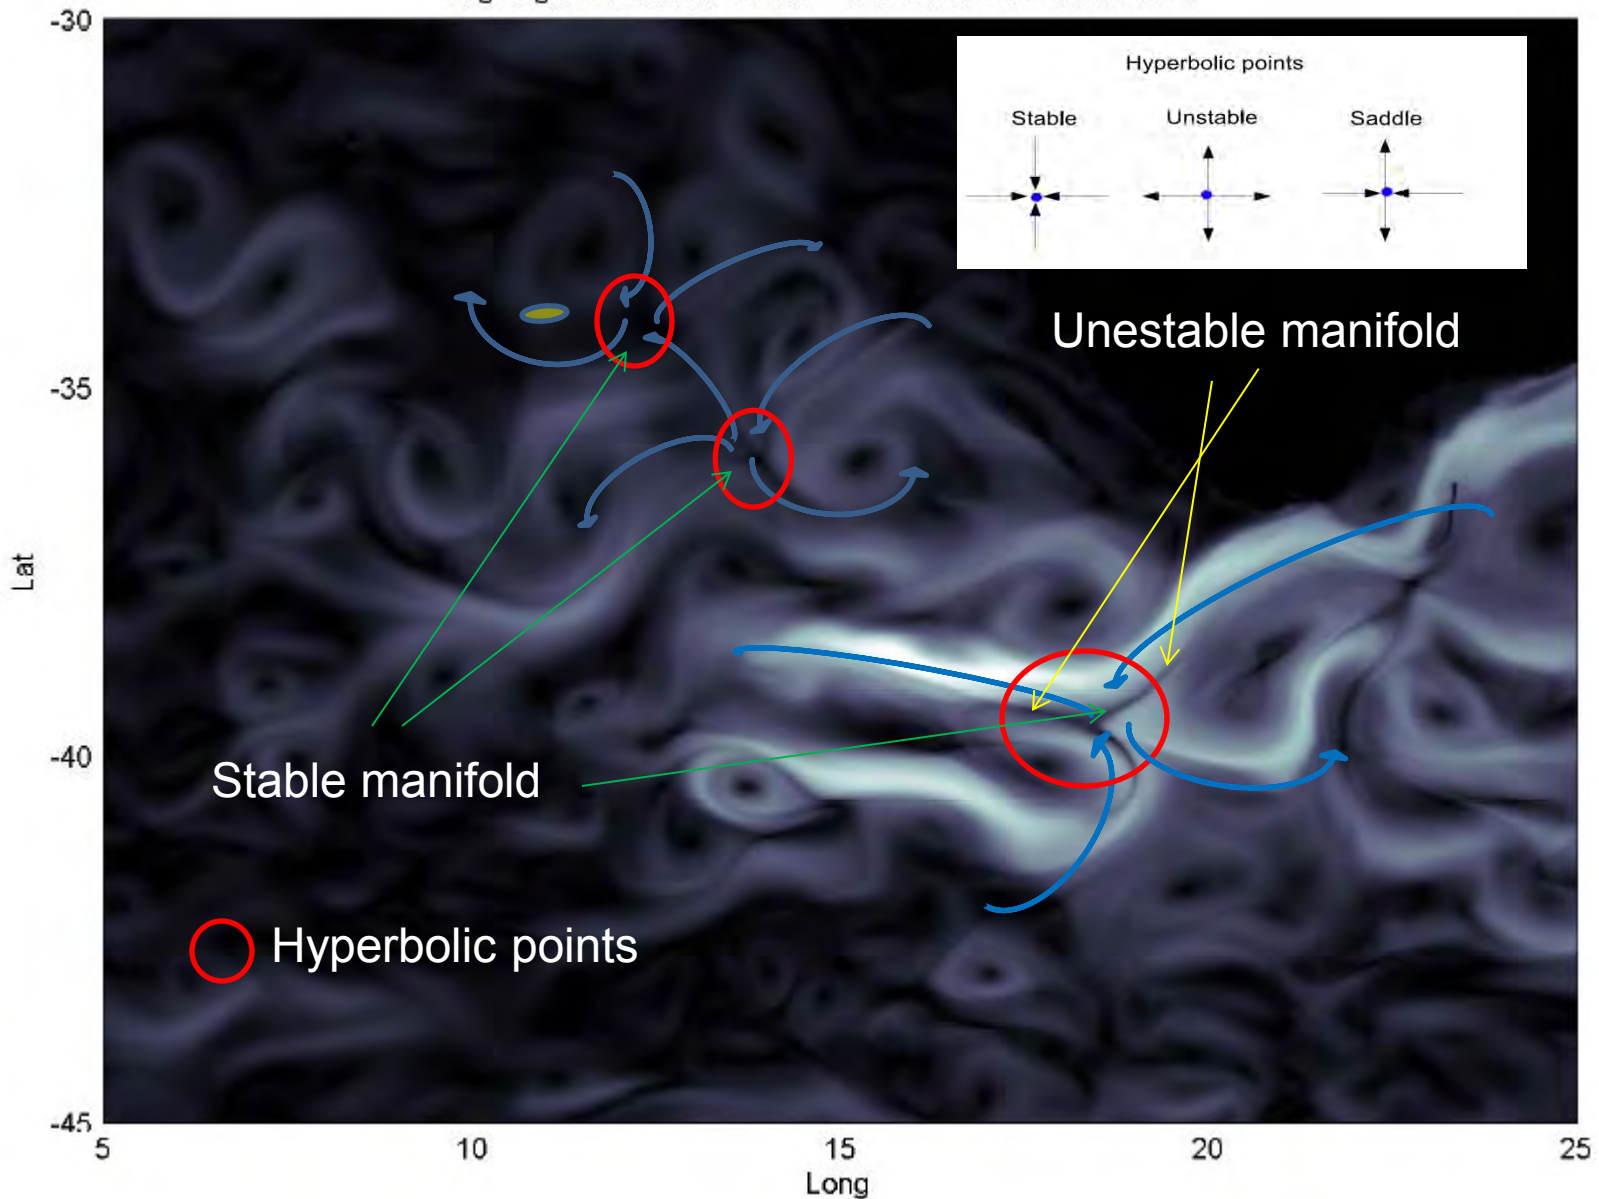 -30
Hyperbolic points
Stable Unstable Saddle
Unestable manifold
-35
Lat
-40
Stable manifold
Hyperbolic points
-45
5 10 15 20 25
Long